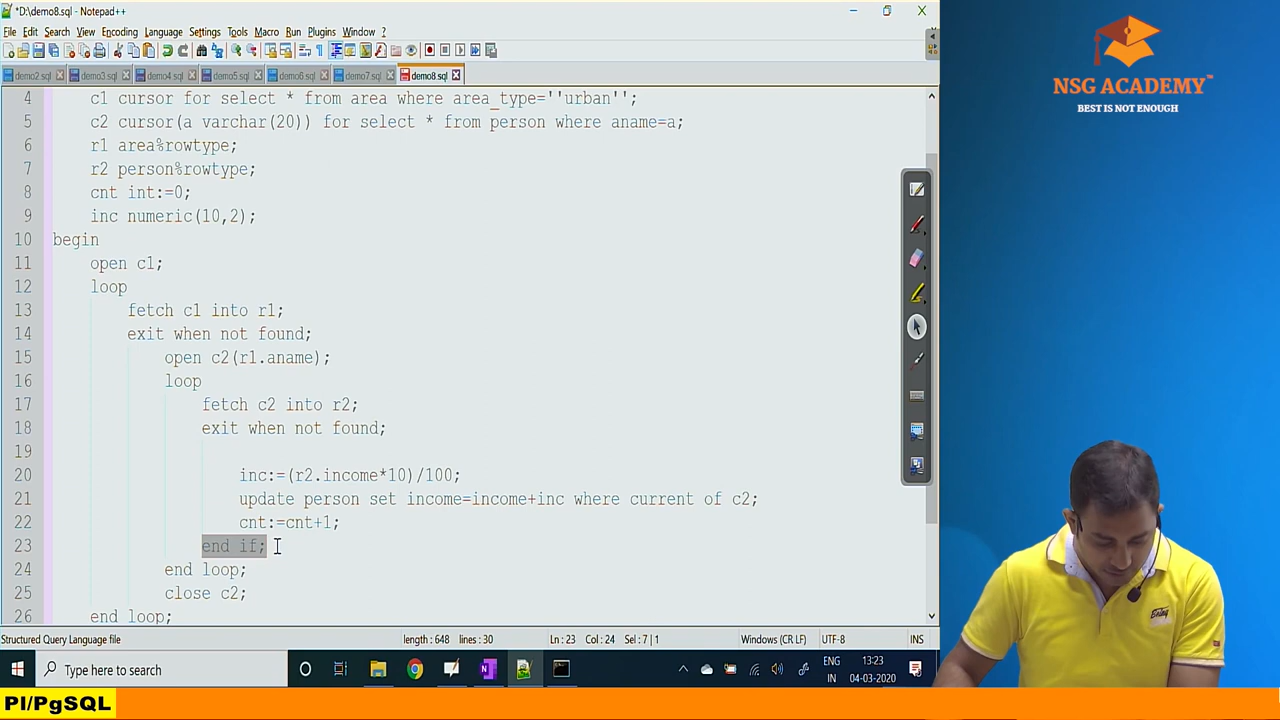 *D:\demo8.sql - Notepad++
File Edit Search View Encoding Language Settings Tools Macro Run Plugins Window ?
demo2.sql demo3.sql demo4.sql demo5.sql demo6.sql demo7.sql demo8.sql
4 c1 cursor for select * from area where area_type=''urban'';
5 c2 cursor(a varchar(20)) for select * from person where aname=a;
6 r1 area%rowtype;
7 r2 person%rowtype;
8 cnt int:=0;
9 inc numeric(10,2);
10 begin
11 open c1;
12 loop
13 fetch c1 into r1;
14 exit when not found;
15 open c2(r1.aname);
16 loop
17 fetch c2 into r2;
18 exit when not found;
19
20 inc:=(r2.income*10)/100;
21 update person set income=income+inc where current of c2;
22 cnt:=cnt+1;
23 end if;
24 end loop;
25 close c2;
26 end loop;
Structured Query Language file length : 648 lines : 30 Ln : 23 Col : 24 Sel : 7 | 1 Windows (CR LF) UTF-8 INS
Type here to search
ENG
IN
13:23
04-03-2020
NSG ACADEMY™
BEST IS NOT ENOUGH
Pl/PgSQL